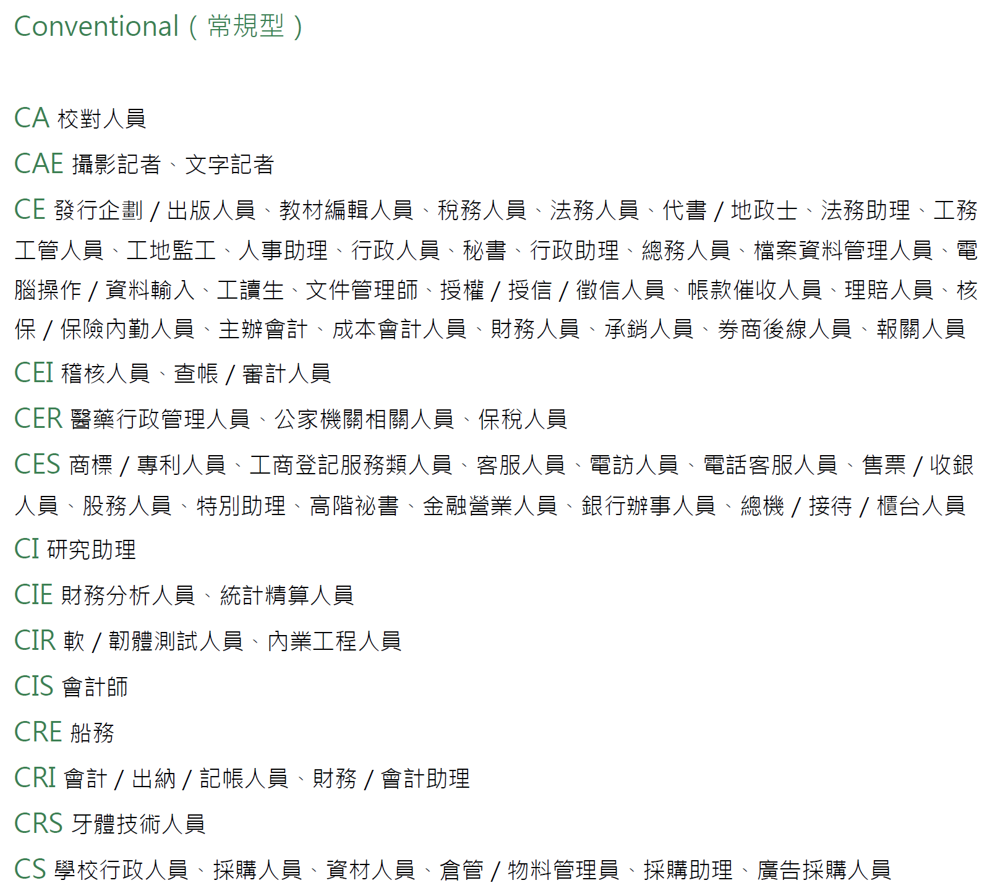 Conventional（常規型）
CA 校對人員
CAE 攝影記者、文字記者
CE 發行企劃 / 出版人員、教材編輯人員、稅務人員、法務人員、代書 / 地政士、法務助理、工務
工管人員、工地監工、人事助理、行政人員、秘書、行政助理、總務人員、檔案資料管理人員、電
腦操作 / 資料輸入、工讀生、文件管理師、授權 / 授信 / 徵信人員、帳款催收人員、理賠人員、核
保 / 保險內勤人員、主辦會計、成本會計人員、財務人員、承銷人員、券商後線人員、報關人員
CEI 稽核人員、查帳 / 審計人員
CER 醫藥行政管理人員、公家機關相關人員、保稅人員
CES 商標 / 專利人員、工商登記服務類人員、客服人員、電訪人員、電話客服人員、售票 / 收銀
人員、股務人員、特別助理、高階祕書、金融營業人員、銀行辦事人員、總機 / 接待 / 櫃台人員
CI 研究助理
CIE 財務分析人員、統計精算人員
CIR 軟 / 韌體測試人員、內業工程人員
CIS 會計師
CRE 船務
CRI 會計 / 出納 / 記帳人員、財務 / 會計助理
CRS 牙體技術人員
CS 學校行政人員、採購人員、資材人員、倉管 / 物料管理員、採購助理、廣告採購人員